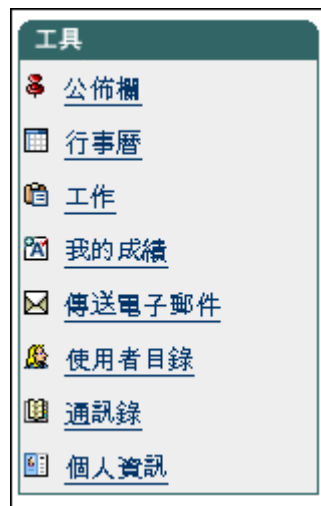 工具
公佈欄
行事曆
工作
我的成績
傳送電子郵件
使用者目錄
通訊錄
個人資訊